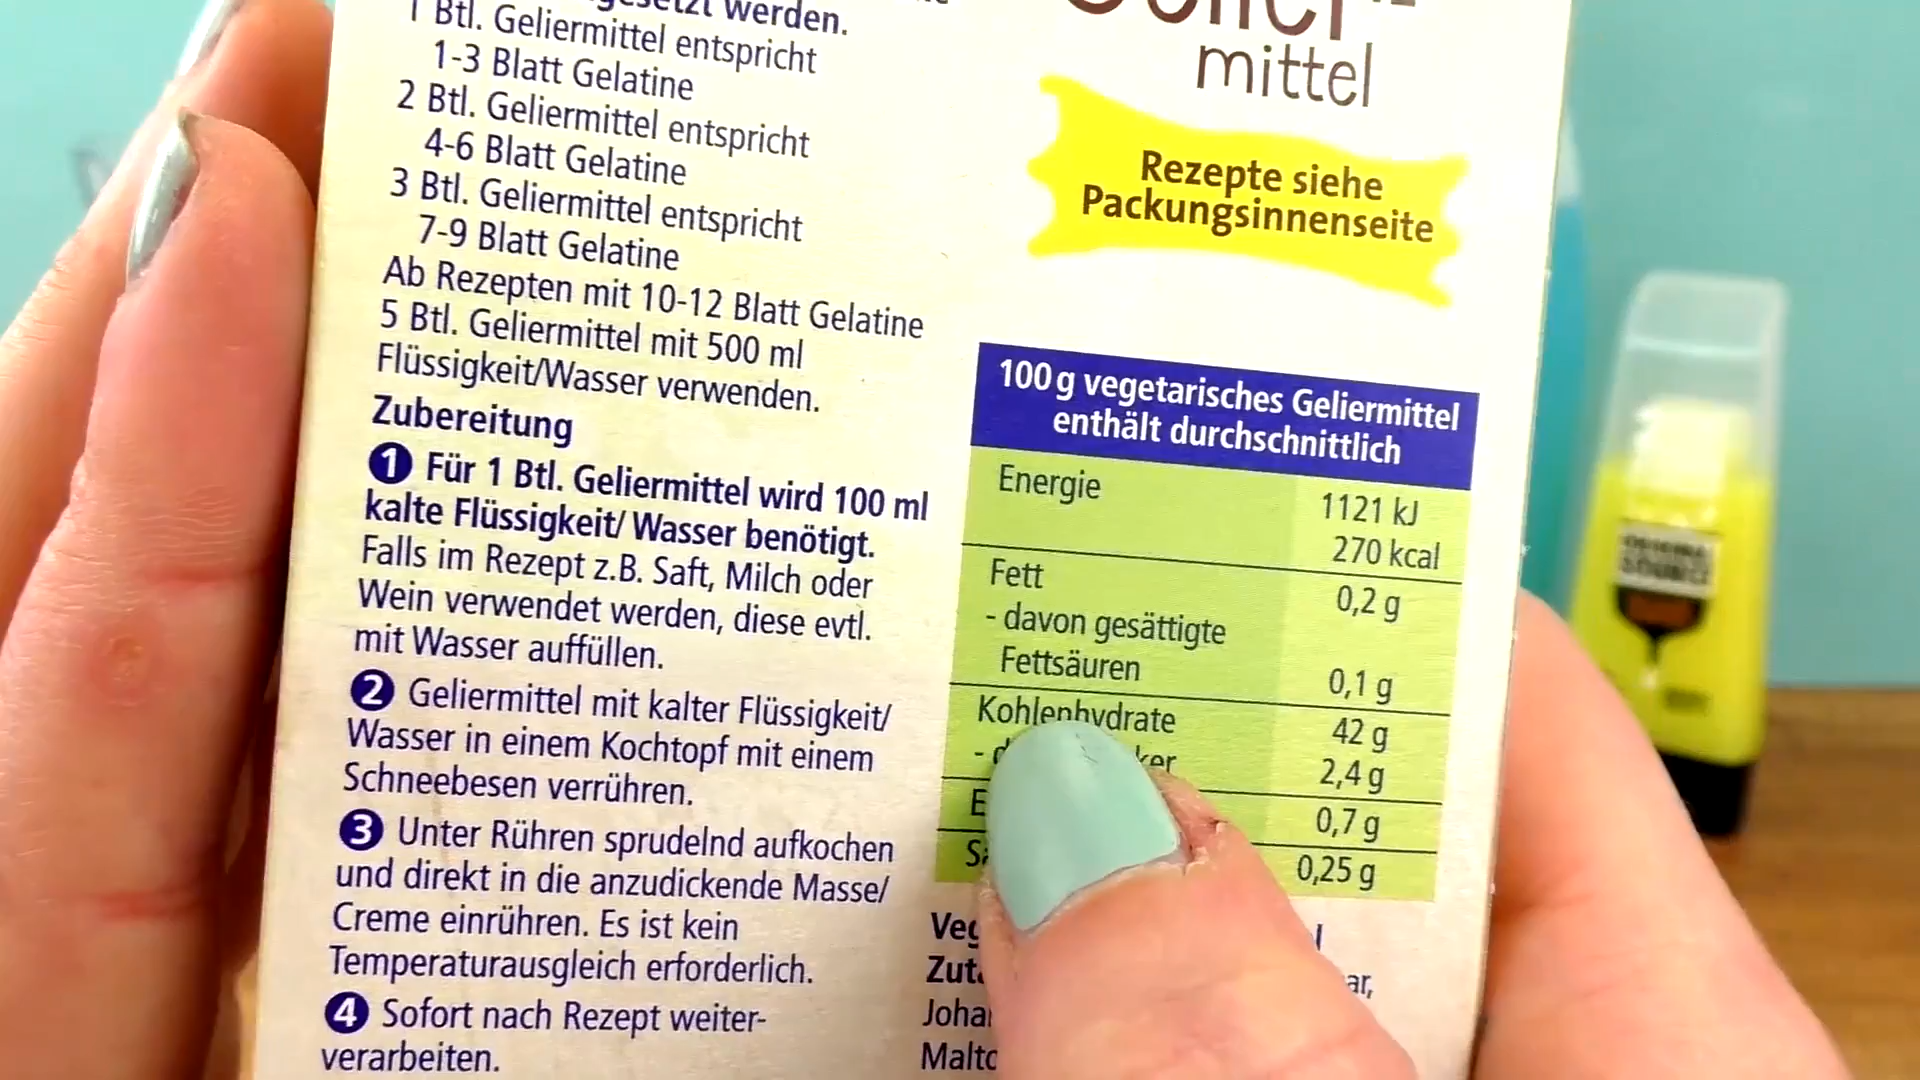 werden.
1 Btl. Geliermittel entspricht
1-3 Blatt Gelatine
2 Btl. Geliermittel entspricht
4-6 Blatt Gelatine
3 Btl. Geliermittel entspricht
7-9 Blatt Gelatine
Ab Rezepten mit 10-12 Blatt Gelatine
5 Btl. Geliermittel mit 500 ml
Flüssigkeit/Wasser verwenden.
Zubereitung
1 Für 1 Btl. Geliermittel wird 100 ml
kalte Flüssigkeit/ Wasser benötigt.
Falls im Rezept z.B. Saft, Milch oder
Wein verwendet werden, diese evtl.
mit Wasser auffüllen.
2 Geliermittel mit kalter Flüssigkeit/
Wasser in einem Kochtopf mit einem
Schneebesen verrühren.
3 Unter Rühren sprudelnd aufkochen
und direkt in die anzudickende Masse/
Creme einrühren. Es ist kein
Temperaturausgleich erforderlich.
4 Sofort nach Rezept weiter-
verarbeiten.
mittel
Rezepte siehe
Packungsinnenseite
100 g vegetarisches Geliermittel
enthält durchschnittlich
Energie 1121 kJ
270 kcal
Fett 0,2 g
- davon gesättigte
Fettsäuren 0,1 g
Kohlenhydrate 42 g
2,4 g
0,7 g
0,25 g